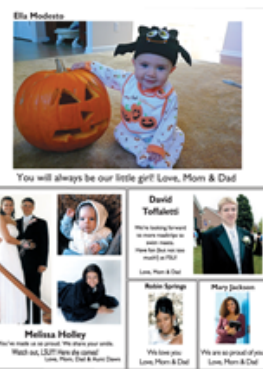 Ella Modesto
You will always be our little girl! Love, Mom & Dad
David
Toffaletti
We're looking forward
to more roadtrips to
swim meets.
Have fun (but not too
much) at FSU!
Love, Mom & Dad
Melissa Holley
You've made us so proud. We share your smile.
Watch out, LSU!!! Here she comes!
Love, Mom, Dad & Aunt Dawn
Robin Springs
We love you
Love, Mom & Dad
Mary Jackson
We are so proud of you
Love, Mom & Dad